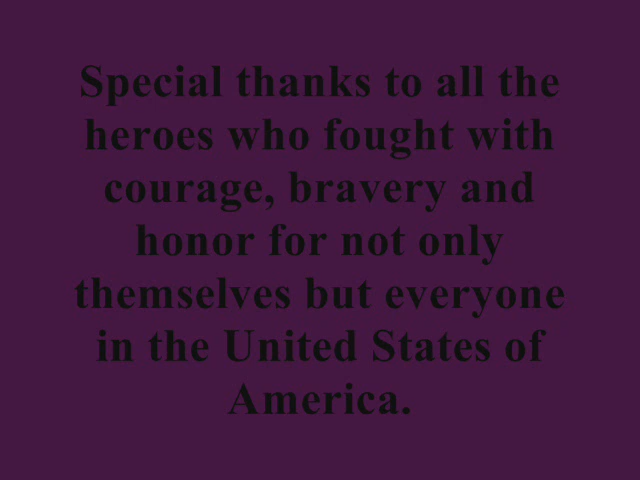 Special thanks to all the
heroes who fought with
courage, bravery and
honor for not only
themselves but everyone
in the United States of
America.